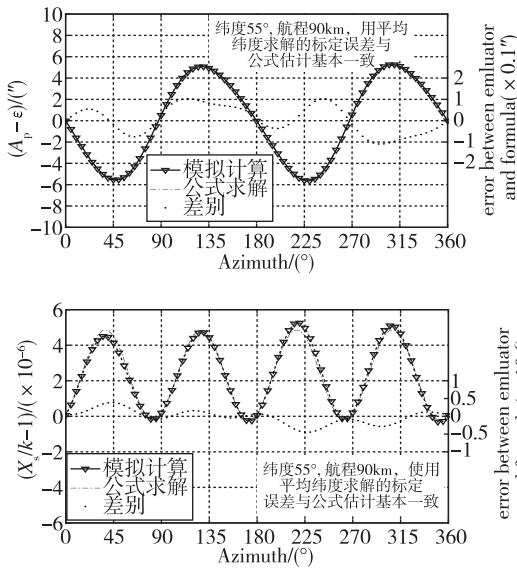 10
8
6
4
2
0
-2
-4
-6
-8
-10
(Aₚ-ε)/(″)
纬度55°, 航程90km, 用平均
纬度求解的标定误差与
公式估计基本一致
模拟计算
公式求解
差别
2
1
0
-1
-2
error between emluator
and formula(×0.1″)
0 45 90 135 180 225 270 315 360
Azimuth/(°)
6
4
2
0
-2
-4
-6
(Xₛ/k-1)/(×10⁻⁶)
模拟计算
公式求解
差别
纬度55°, 航程90km, 使用
平均纬度求解的标定
误差与公式估计基本一致
1
0.5
0
-0.5
-1
error between emluator
0 45 90 135 180 225 270 315 360
Azimuth/(°)